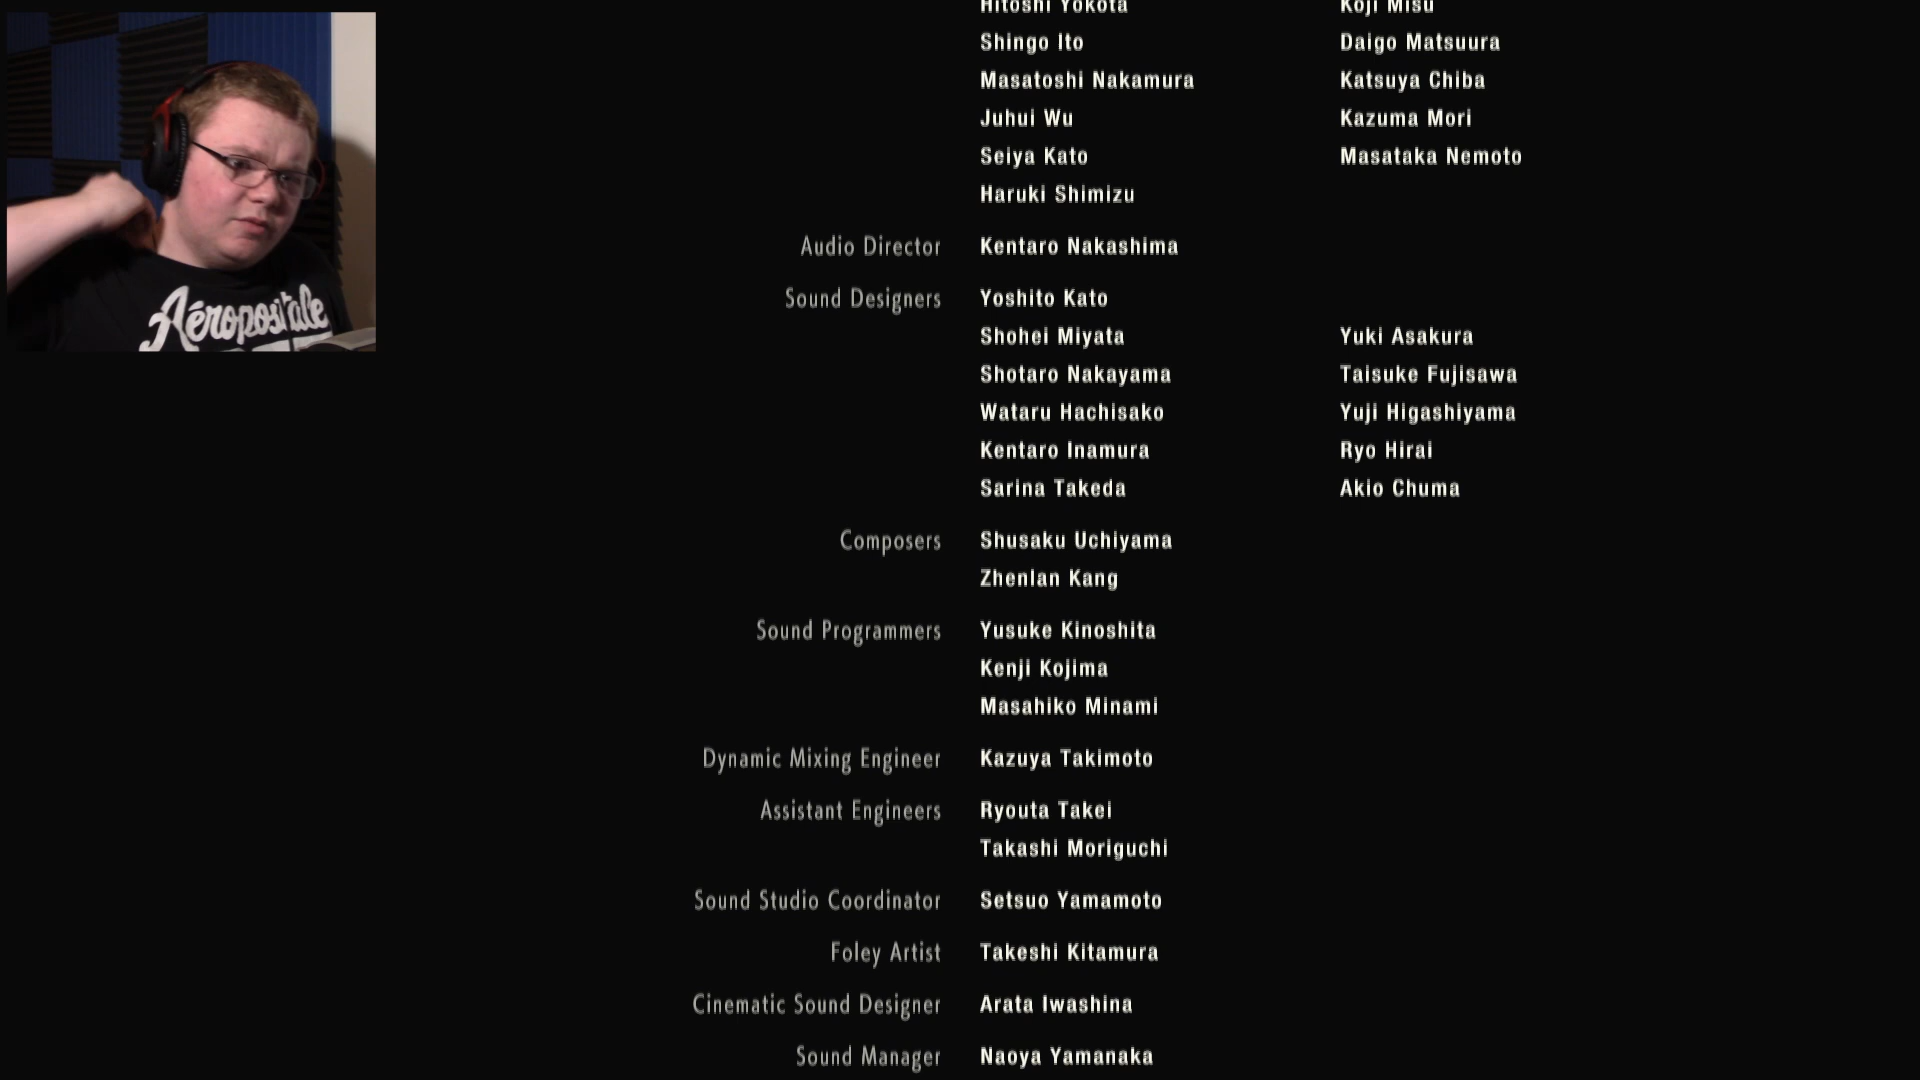 Hitoshi Yokota Koji Misu
Shingo Ito Daigo Matsuura
Masatoshi Nakamura Katsuya Chiba
Juhui Wu Kazuma Mori
Seiya Kato Masataka Nemoto
Haruki Shimizu
Audio Director Kentaro Nakashima
Sound Designers Yoshito Kato
Shohei Miyata Yuki Asakura
Shotaro Nakayama Taisuke Fujisawa
Wataru Hachisako Yuji Higashiyama
Kentaro Inamura Ryo Hirai
Sarina Takeda Akio Chuma
Composers Shusaku Uchiyama
Zhenlan Kang
Sound Programmers Yusuke Kinoshita
Kenji Kojima
Masahiko Minami
Dynamic Mixing Engineer Kazuya Takimoto
Assistant Engineers Ryouta Takei
Takashi Moriguchi
Sound Studio Coordinator Setsuo Yamamoto
Foley Artist Takeshi Kitamura
Cinematic Sound Designer Arata Iwashina
Sound Manager Naoya Yamanaka
Aéropostale